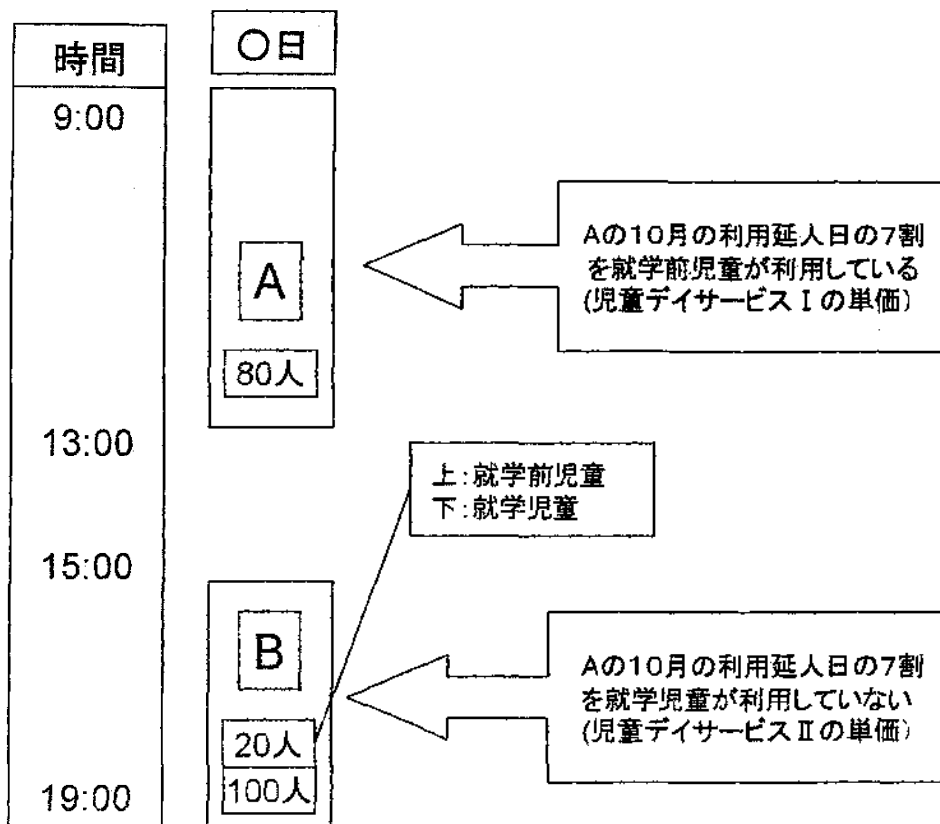 時間
〇日
9:00
A
80人
Aの10月の利用延人日の7割
を就学前児童が利用している
(児童デイサービスⅠの単価)
13:00
上:就学前児童
下:就学児童
15:00
B
20人
100人
Aの10月の利用延人日の7割
を就学児童が利用していない
(児童デイサービスⅡの単価)
19:00